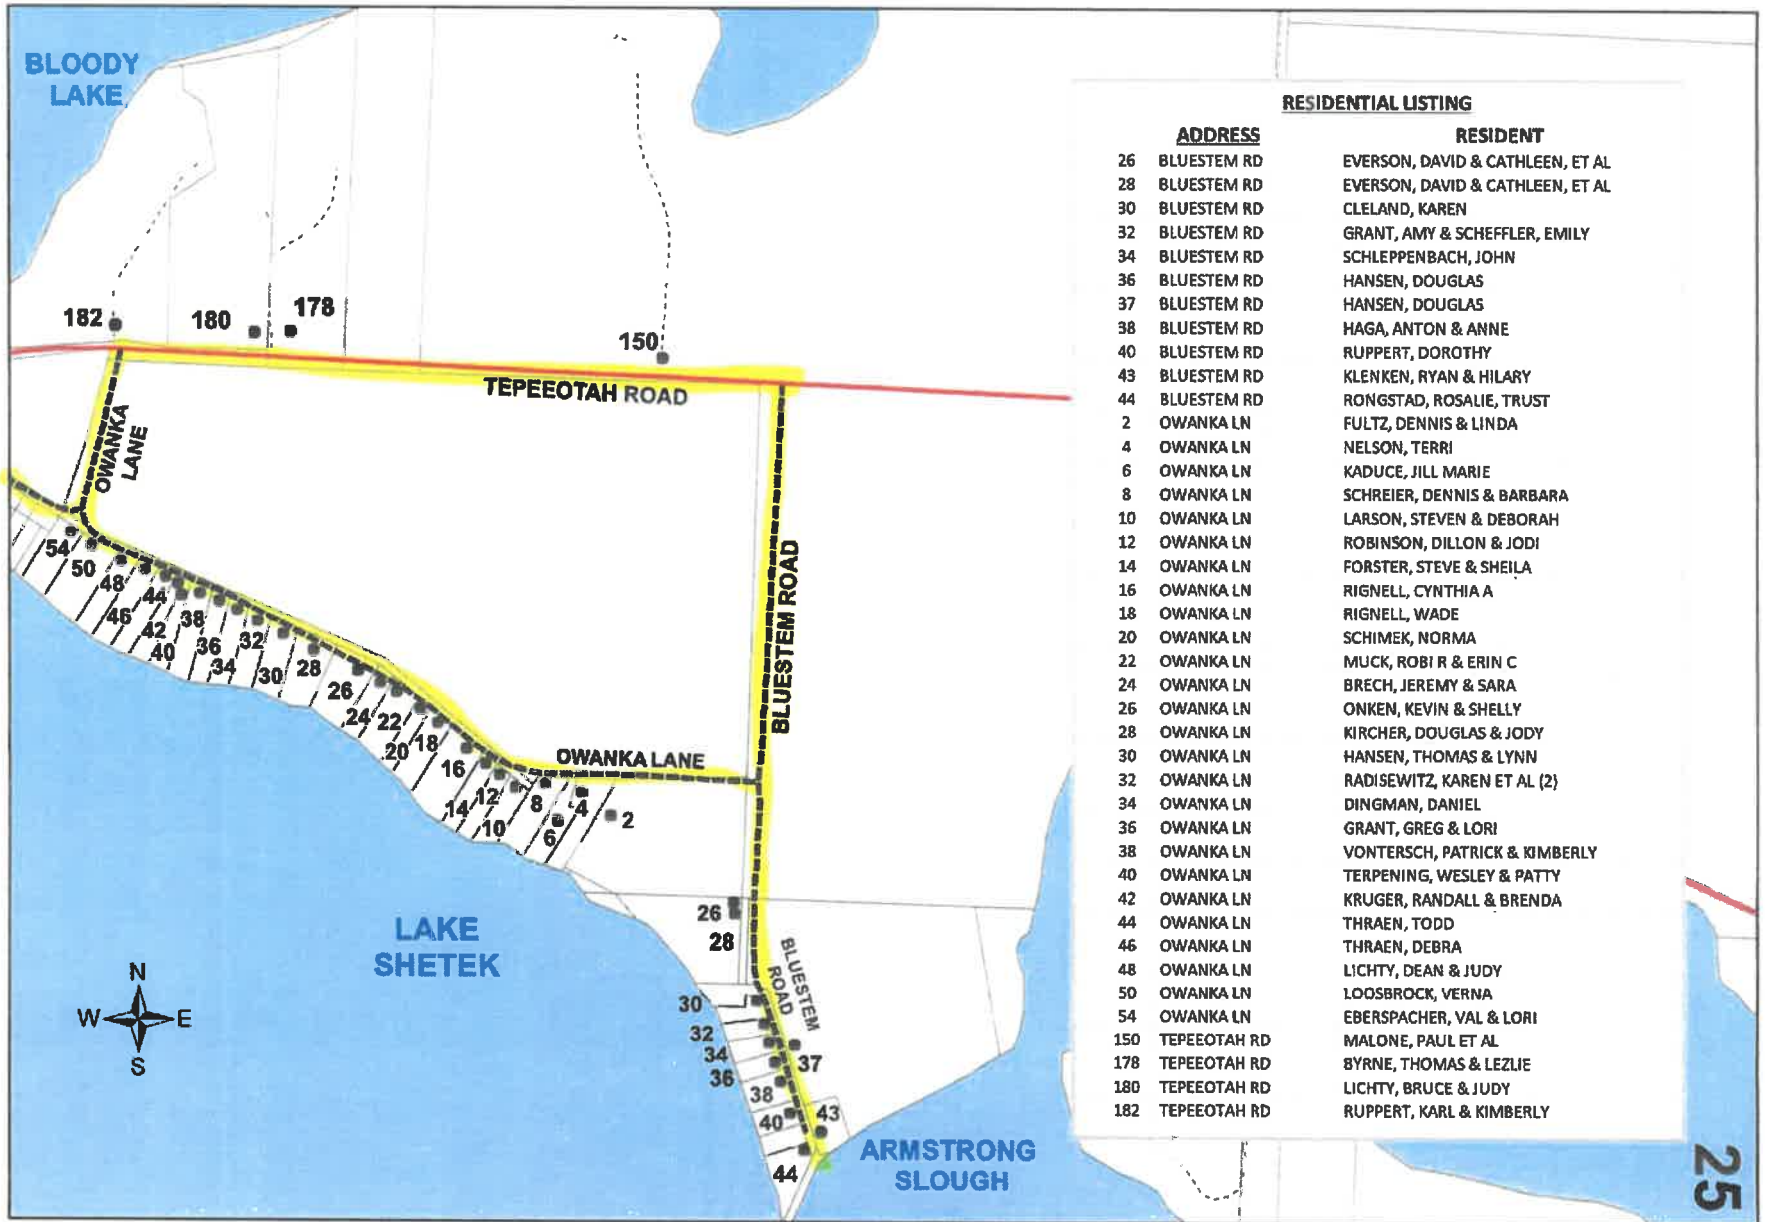 BLOODY
LAKE
182
180
178
150
TEPEEOTAH ROAD
OWANKA
LANE
BLUESTEM ROAD
54
50
48
46
44
42
40
38
36
34
32
30
28
26
24
22
20
18
16
14
12
10
8
6
4
2
OWANKA LANE
26
28
BLUESTEM
ROAD
30
32
34
36
37
38
40
43
44
LAKE
SHETEK
ARMSTRONG
SLOUGH
N
W E
S
RESIDENTIAL LISTING
ADDRESS RESIDENT
26 BLUESTEM RD EVERSON, DAVID & CATHLEEN, ET AL
28 BLUESTEM RD EVERSON, DAVID & CATHLEEN, ET AL
30 BLUESTEM RD CLELAND, KAREN
32 BLUESTEM RD GRANT, AMY & SCHEFFLER, EMILY
34 BLUESTEM RD SCHLEPPENBACH, JOHN
36 BLUESTEM RD HANSEN, DOUGLAS
37 BLUESTEM RD HANSEN, DOUGLAS
38 BLUESTEM RD HAGA, ANTON & ANNE
40 BLUESTEM RD RUPPERT, DOROTHY
43 BLUESTEM RD KLENKEN, RYAN & HILARY
44 BLUESTEM RD RONGSTAD, ROSALIE, TRUST
2 OWANKA LN FULTZ, DENNIS & LINDA
4 OWANKA LN NELSON, TERRI
6 OWANKA LN KADUCE, JILL MARIE
8 OWANKA LN SCHREIER, DENNIS & BARBARA
10 OWANKA LN LARSON, STEVEN & DEBORAH
12 OWANKA LN ROBINSON, DILLON & JODI
14 OWANKA LN FORSTER, STEVE & SHEILA
16 OWANKA LN RIGNELL, CYNTHIA A
18 OWANKA LN RIGNELL, WADE
20 OWANKA LN SCHIMEK, NORMA
22 OWANKA LN MUCK, ROBI R & ERIN C
24 OWANKA LN BRECH, JEREMY & SARA
26 OWANKA LN ONKEN, KEVIN & SHELLY
28 OWANKA LN KIRCHER, DOUGLAS & JODY
30 OWANKA LN HANSEN, THOMAS & LYNN
32 OWANKA LN RADISEWITZ, KAREN ET AL (2)
34 OWANKA LN DINGMAN, DANIEL
36 OWANKA LN GRANT, GREG & LORI
38 OWANKA LN VONTERSCH, PATRICK & KIMBERLY
40 OWANKA LN TERPENING, WESLEY & PATTY
42 OWANKA LN KRUGER, RANDALL & BRENDA
44 OWANKA LN THRAEN, TODD
46 OWANKA LN THRAEN, DEBRA
48 OWANKA LN LICHTY, DEAN & JUDY
50 OWANKA LN LOOSBROCK, VERNA
54 OWANKA LN EBERSPACHER, VAL & LORI
150 TEPEEOTAH RD MALONE, PAUL ET AL
178 TEPEEOTAH RD BYRNE, THOMAS & LEZLIE
180 TEPEEOTAH RD LICHTY, BRUCE & JUDY
182 TEPEEOTAH RD RUPPERT, KARL & KIMBERLY
25